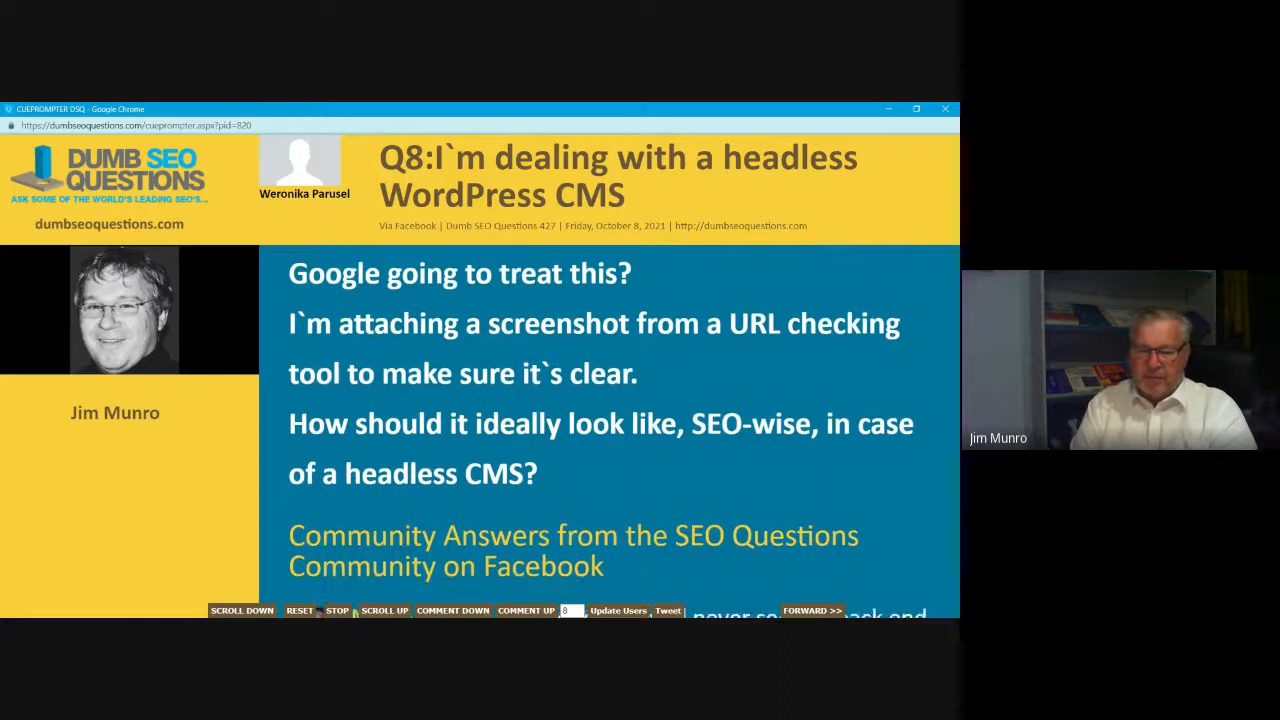 CUEPROMPTER DSQ - Google Chrome
https://dumbseoquestions.com/cueprompter.aspx?pid=820
DUMB SEO
QUESTIONS
ASK SOME OF THE WORLD'S LEADING SEO'S...
dumbseoquestions.com
Weronika Parusel
Q8:I`m dealing with a headless
WordPress CMS
Via Facebook | Dumb SEO Questions 427 | Friday, October 8, 2021 | http://dumbseoquestions.com
Jim Munro
Google going to treat this?
I`m attaching a screenshot from a URL checking
tool to make sure it`s clear.
How should it ideally look like, SEO-wise, in case
of a headless CMS?
Community Answers from the SEO Questions
Community on Facebook
SCROLL DOWN RESET STOP SCROLL UP COMMENT DOWN COMMENT UP 8 Update Users Tweet FORWARD >>
I never end
Jim Munro